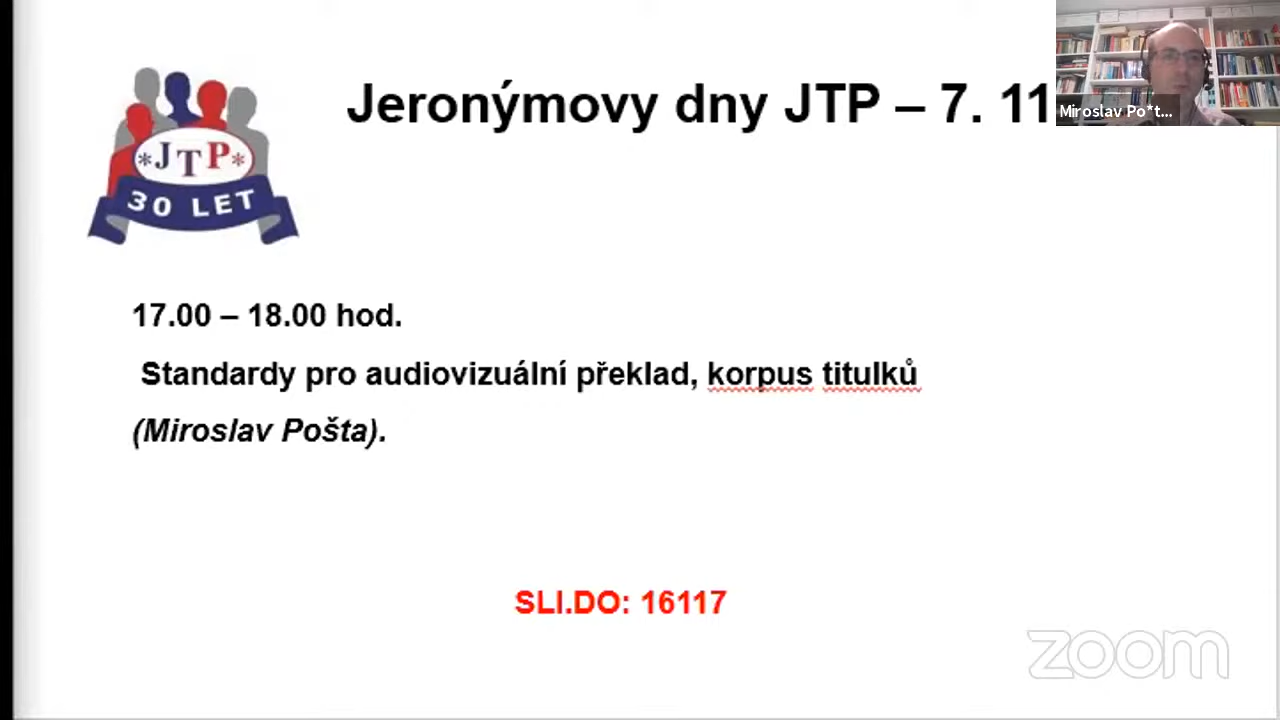 Jeronýmovy dny JTP – 7. 11
Miroslav Po*t...
*JTP*
30 LET
17.00 – 18.00 hod.
Standardy pro audiovizuální překlad, korpus titulků
(Miroslav Pošta).
SLI.DO: 16117
zoom